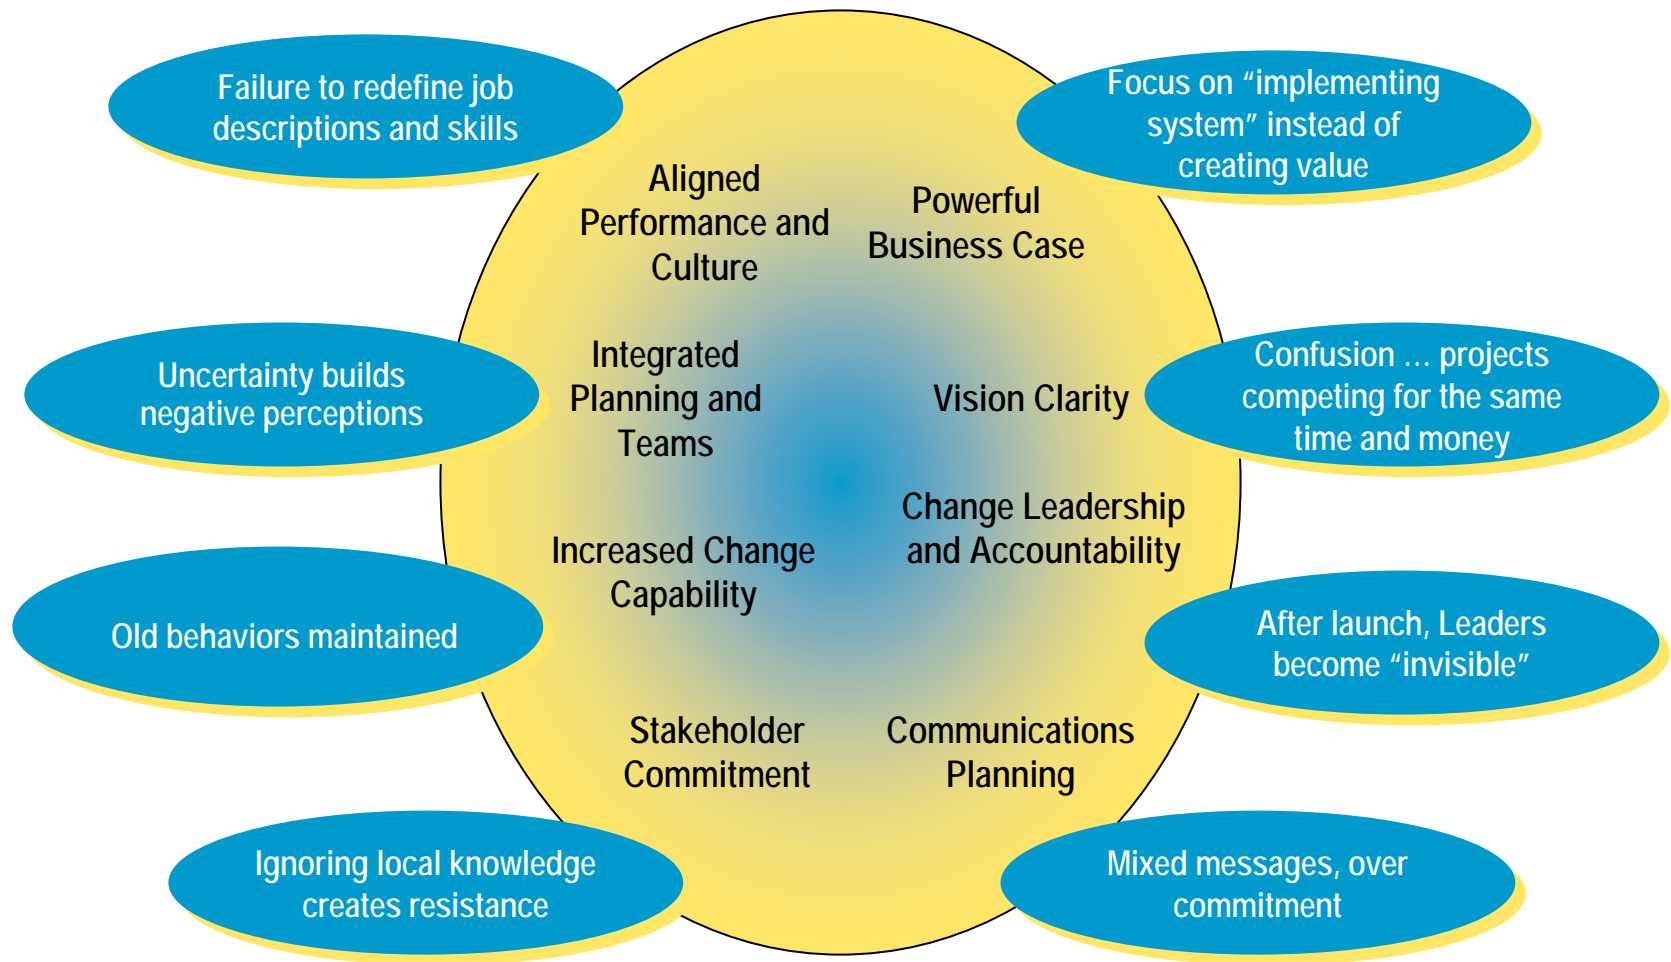 Failure to redefine job
descriptions and skills
Focus on “implementing
system” instead of
creating value
Aligned
Performance and
Culture
Powerful
Business Case
Uncertainty builds
negative perceptions
Integrated
Planning and
Teams
Vision Clarity
Confusion ... projects
competing for the same
time and money
Old behaviors maintained
Increased Change
Capability
Change Leadership
and Accountability
After launch, Leaders
become “invisible”
Stakeholder
Commitment
Communications
Planning
Ignoring local knowledge
creates resistance
Mixed messages, over
commitment